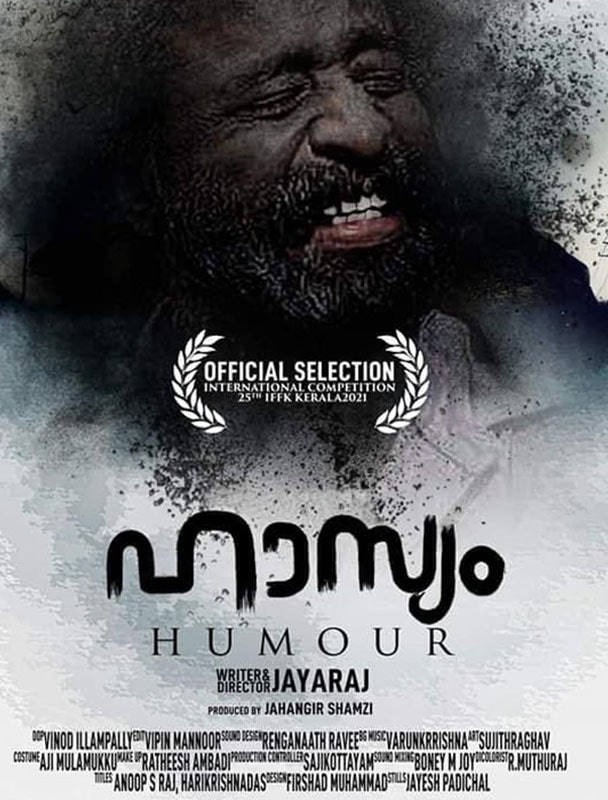 OFFICIAL SELECTION
INTERNATIONAL COMPETITION
25TH IFFK KERALA2021
ഹാസ്യം
HUMOUR
WRITER& DIRECTOR JAYARAJ
PRODUCED BY JAHANGIR SHAMZI
DOP VINOD ILLAMPALLY EDIT VIPIN MANNOOR SOUND DESIGN RENGANAATH RAVEE BG MUSIC VARUNKRRISHNA ART SUJITHRAGHAV
COSTUME AJI MULAMUKKU MAKE UP RATHEESH AMBADI PRODUCTION CONTROLLER SAJIKOTTAYAM SOUND MIXING BONEY M JOY DICOLORIST R.MUTHURAJ
TITLES ANOOP S RAJ, HARIKRISHNADAS DESIGN FIRSHAD MUHAMMAD STILLS JAYESH PADICHAL